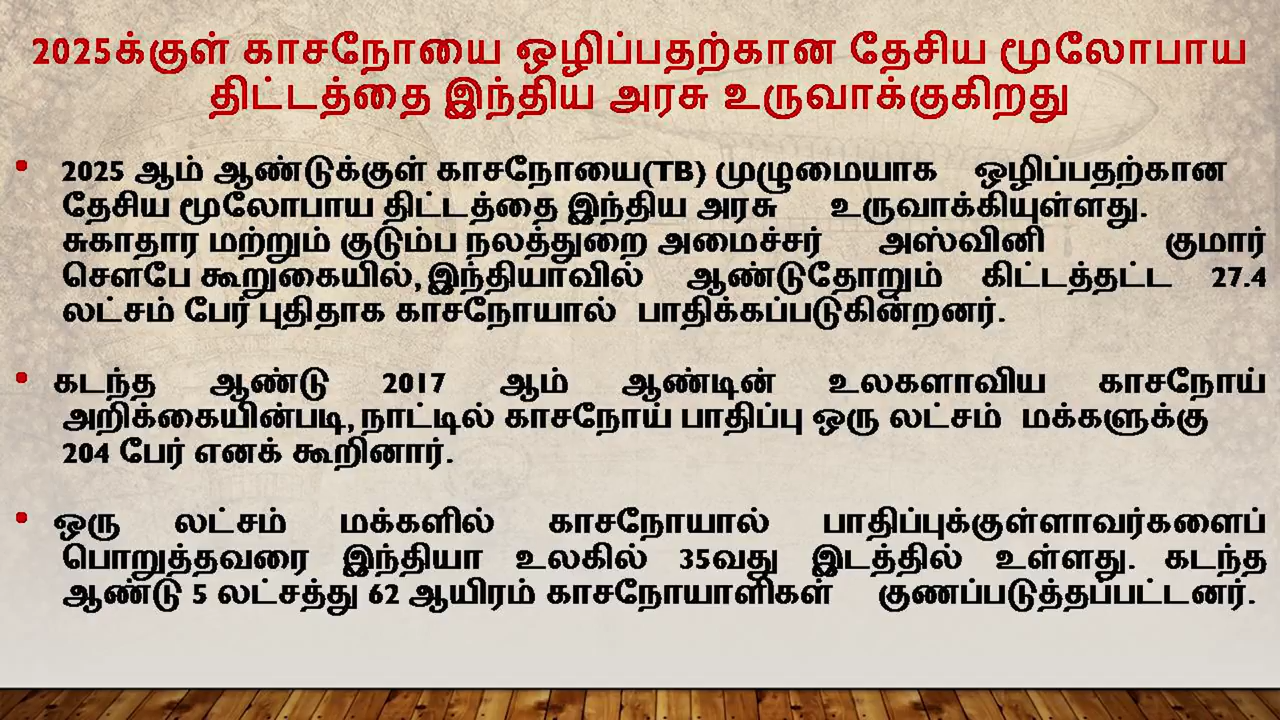 2025க்குள் காசநோயை ஒழிப்பதற்கான தேசிய மூலோபாய
திட்டத்தை இந்திய அரசு உருவாக்குகிறது
• 2025 ஆம் ஆண்டுக்குள் காசநோயை(TB) முழுமையாக ஒழிப்பதற்கான
தேசிய மூலோபாய திட்டத்தை இந்திய அரசு உருவாக்கியுள்ளது.
சுகாதார மற்றும் குடும்ப நலத்துறை அமைச்சர் அஸ்வினி குமார்
சௌபே கூறுகையில், இந்தியாவில் ஆண்டுதோறும் கிட்டத்தட்ட 27.4
லட்சம் பேர் புதிதாக காசநோயால் பாதிக்கப்படுகின்றனர்.
• கடந்த ஆண்டு 2017 ஆம் ஆண்டின் உலகளாவிய காசநோய்
அறிக்கையின்படி, நாட்டில் காசநோய் பாதிப்பு ஒரு லட்சம் மக்களுக்கு
204 பேர் எனக் கூறினார்.
• ஒரு லட்சம் மக்களில் காசநோயால் பாதிப்புக்குள்ளாவர்களைப்
பொறுத்தவரை இந்தியா உலகில் 35வது இடத்தில் உள்ளது. கடந்த
ஆண்டு 5 லட்சத்து 62 ஆயிரம் காசநோயாளிகள் குணப்படுத்தப்பட்டனர்.